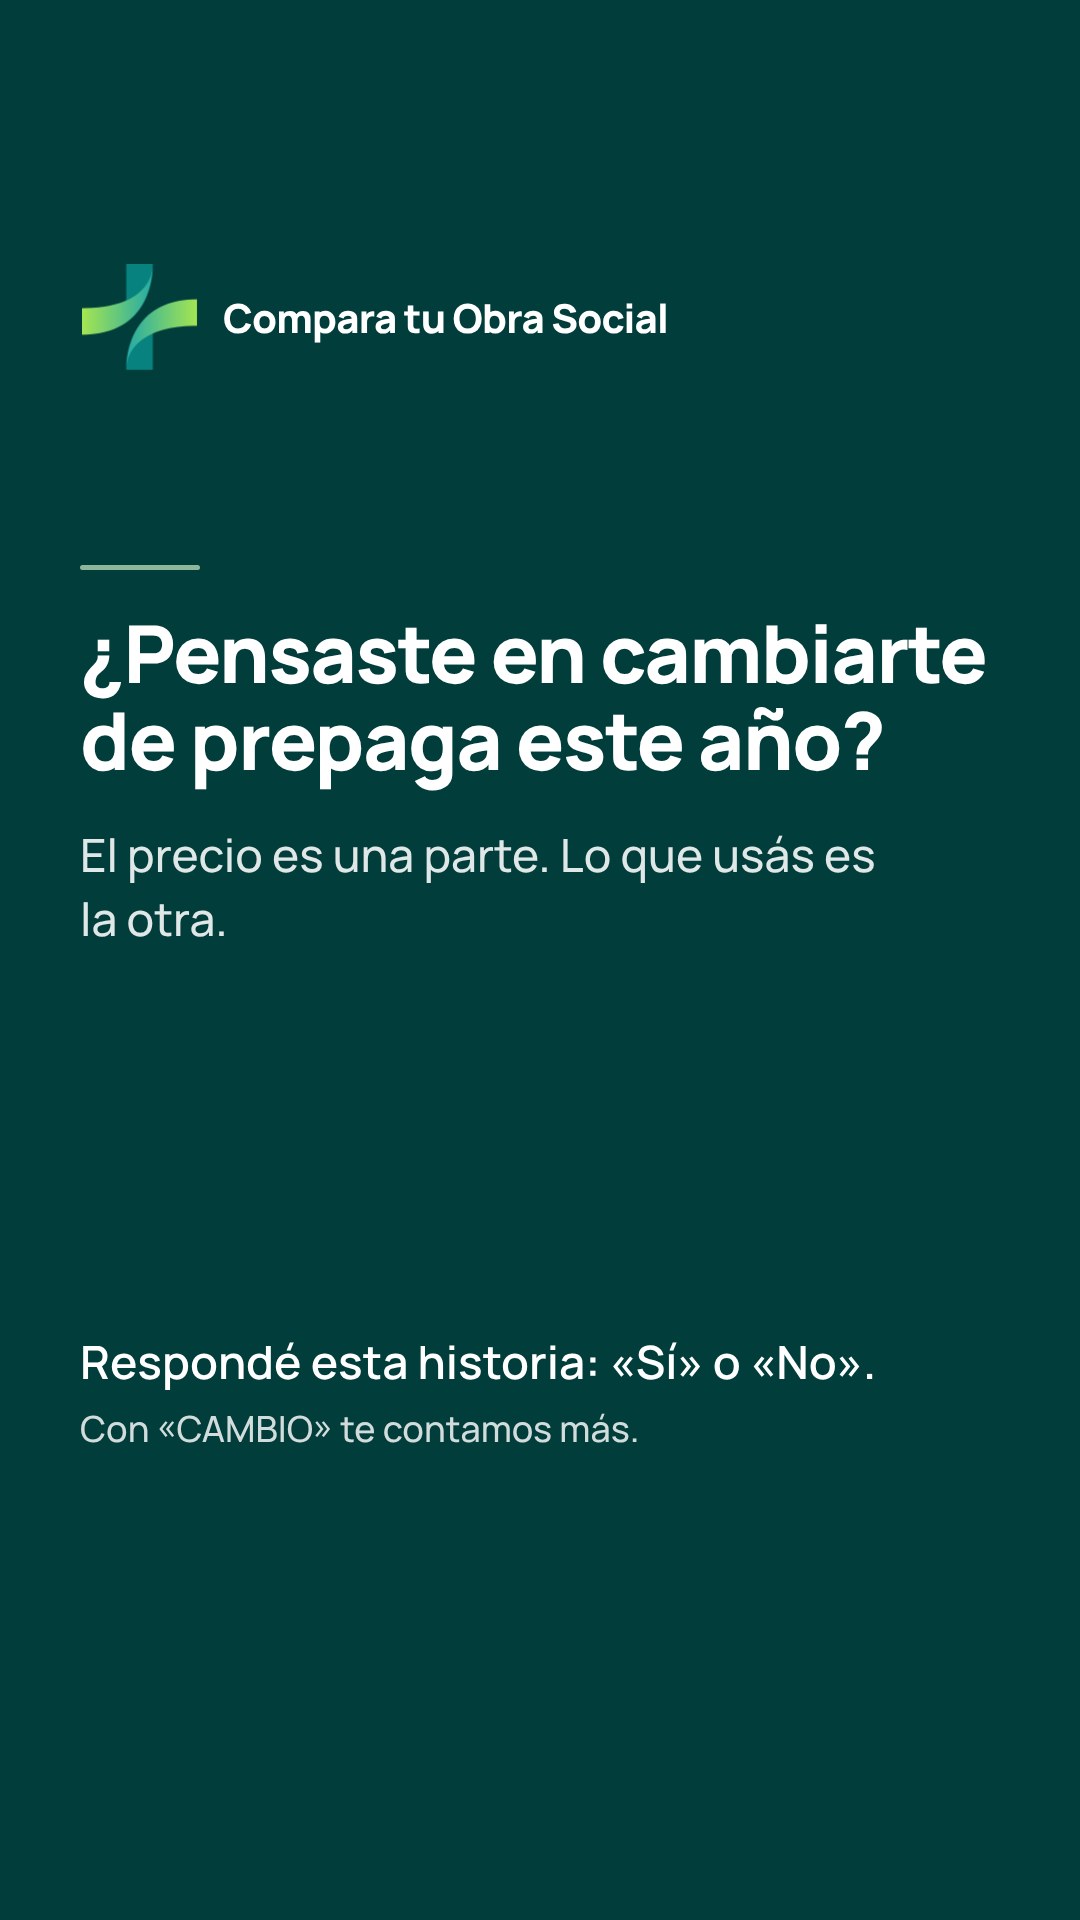 Compara tu Obra Social
¿Pensaste en cambiarte
de prepaga este año?
El precio es una parte. Lo que usás es
la otra.
Respondé esta historia: «Sí» o «No».
Con «CAMBIO» te contamos más.